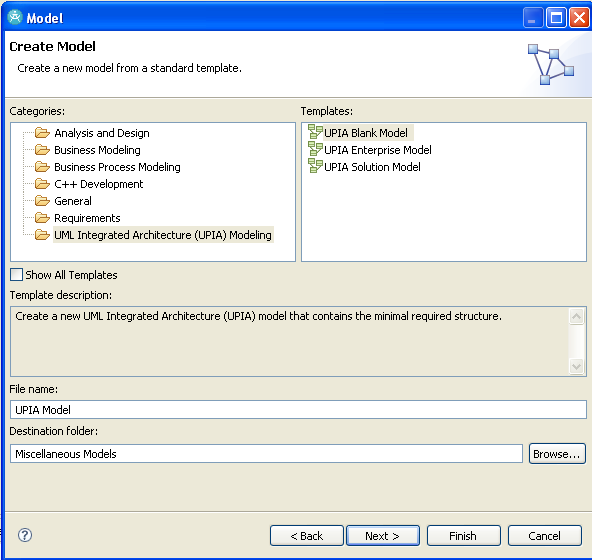 Model
Create Model
Create a new model from a standard template.
Categories:
Templates:
Analysis and Design
Business Modeling
Business Process Modeling
C++ Development
General
Requirements
UML Integrated Architecture (UPIA) Modeling
UPIA Blank Model
UPIA Enterprise Model
UPIA Solution Model
Show All Templates
Template description:
Create a new UML Integrated Architecture (UPIA) model that contains the minimal required structure.
File name:
UPIA Model
Destination folder:
Miscellaneous Models
Browse...
?
< Back
Next >
Finish
Cancel